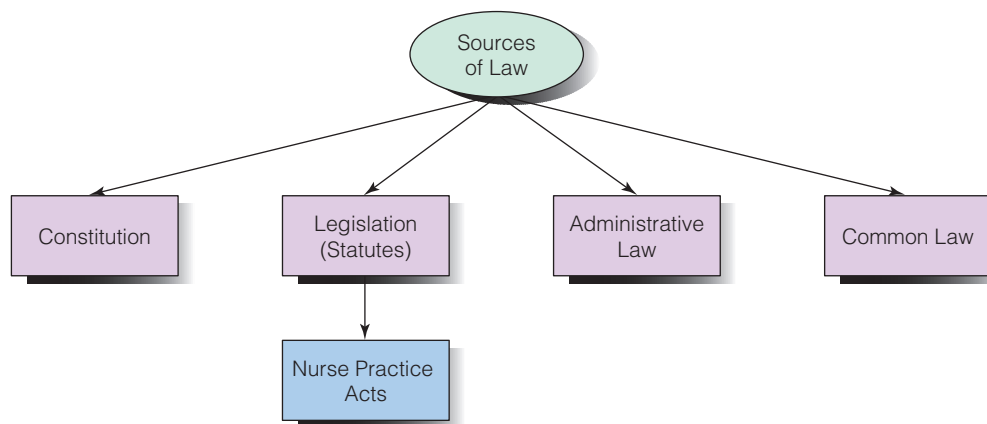 Sources
of Law
Constitution
Legislation
(Statutes)
Administrative
Law
Common Law
Nurse Practice
Acts